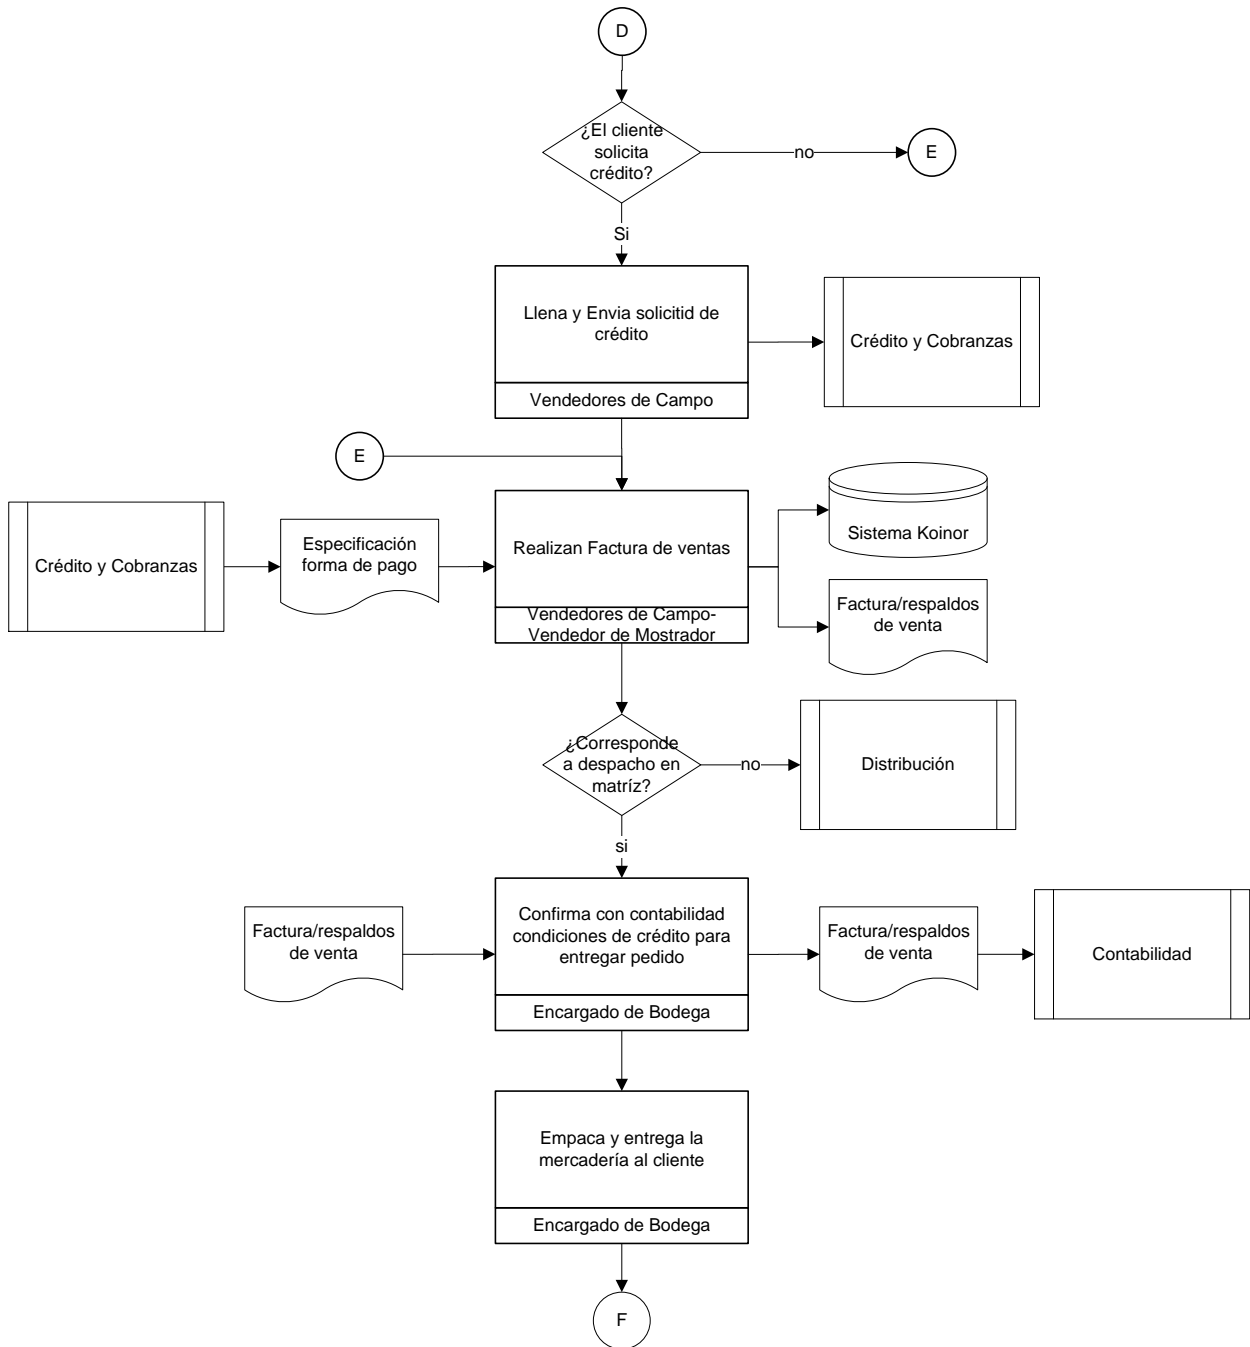 D
¿El cliente
solicita
crédito?
no
E
Si
Llena y Envia solicitid de
crédito
Vendedores de Campo
Crédito y Cobranzas
E
Crédito y Cobranzas
Especificación
forma de pago
Realizan Factura de ventas
Vendedores de Campo-
Vendedor de Mostrador
Sistema Koinor
Factura/respaldos
de venta
¿Corresponde
a despacho en
matríz?
no
Distribución
si
Factura/respaldos
de venta
Confirma con contabilidad
condiciones de crédito para
entregar pedido
Encargado de Bodega
Factura/respaldos
de venta
Contabilidad
Empaca y entrega la
mercadería al cliente
Encargado de Bodega
F